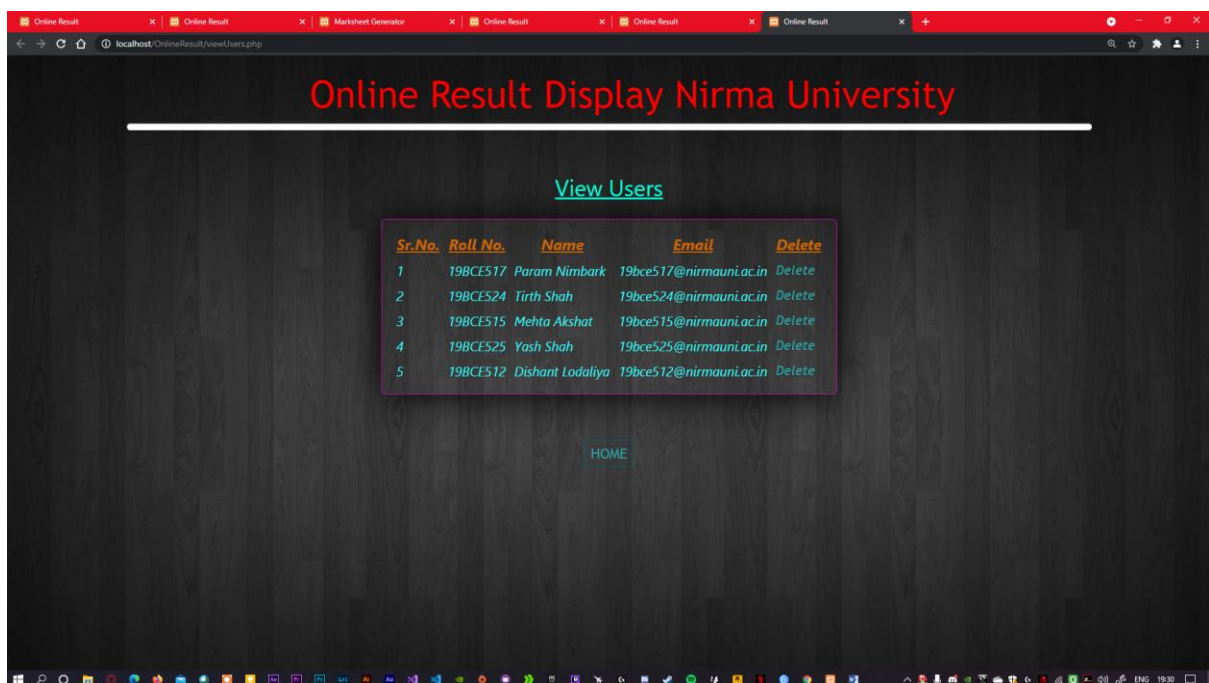 Online Result Online Result Marksheet Generator Online Result Online Result Online Result
localhost/OnlineResult/viewUsers.php
Online Result Display Nirma University
View Users
Sr.No. Roll No. Name Email Delete
1 19BCE517 Param Nimbark 19bce517@nirmauni.ac.in Delete
2 19BCE524 Tirth Shah 19bce524@nirmauni.ac.in Delete
3 19BCE515 Mehta Akshat 19bce515@nirmauni.ac.in Delete
4 19BCE525 Yash Shah 19bce525@nirmauni.ac.in Delete
5 19BCE512 Dishant Lodaliya 19bce512@nirmauni.ac.in Delete
HOME
ENG 19:30